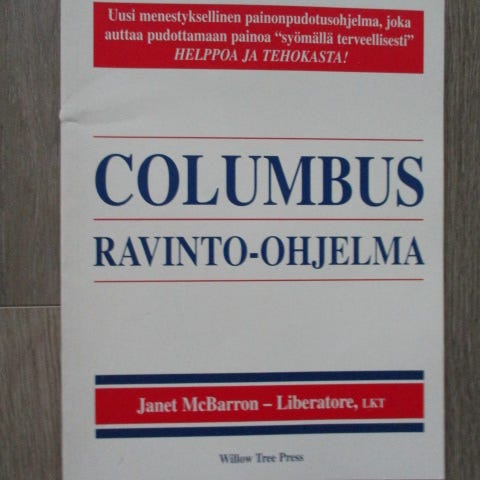 Uusi menestyksellinen painonpudotusohjelma, joka
auttaa pudottamaan painoa “syömällä terveellisesti”
HELPPOA JA TEHOKASTA!
COLUMBUS
RAVINTO-OHJELMA
Janet McBarron – Liberatore, LKT
Willow Tree Press